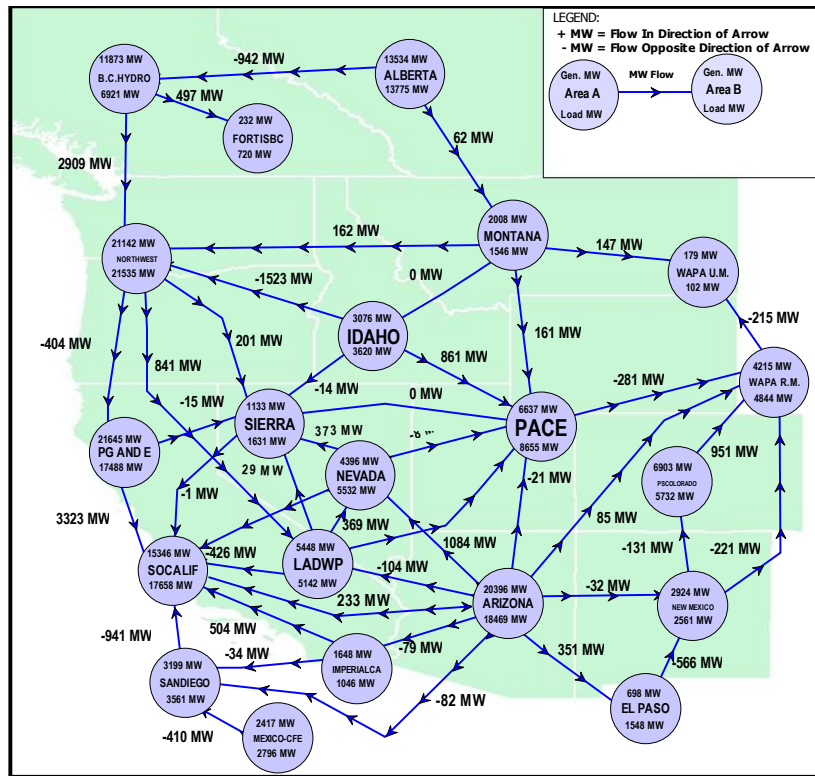 LEGEND:
+ MW = Flow In Direction of Arrow
- MW = Flow Opposite Direction of Arrow
Gen. MW
Area A
Load MW
MW Flow
Gen. MW
Area B
Load MW
11873 MW
B.C.HYDRO
6921 MW
-942 MW
13534 MW
ALBERTA
13775 MW
497 MW
232 MW
FORTISBC
720 MW
62 MW
2909 MW
21142 MW
NORTHWEST
21535 MW
162 MW
2008 MW
MONTANA
1546 MW
147 MW
179 MW
WAPA U.M.
102 MW
-1523 MW
0 MW
-404 MW
841 MW
201 MW
3076 MW
IDAHO
3620 MW
861 MW
161 MW
-215 MW
-15 MW
-14 MW
0 MW
-281 MW
4215 MW
WAPA R.M.
4844 MW
1133 MW
SIERRA
1631 MW
6637 MW
PACE
8655 MW
21645 MW
PG AND E
17488 MW
373 MW
29 MW
4396 MW
NEVADA
5532 MW
951 MW
6903 MW
PSCOLORADO
5732 MW
-21 MW
-1 MW
3323 MW
369 MW
85 MW
1084 MW
-426 MW
15346 MW
SOCALIF
17658 MW
5448 MW
LADWP
5142 MW
-104 MW
-131 MW
-221 MW
233 MW
20396 MW
ARIZONA
18469 MW
-32 MW
2924 MW
NEW MEXICO
2561 MW
504 MW
-941 MW
-34 MW
1648 MW
IMPERIALCA
1046 MW
-79 MW
351 MW
-566 MW
3199 MW
SANDIEGO
3561 MW
-82 MW
698 MW
EL PASO
1548 MW
-410 MW
2417 MW
MEXICO-CFE
2796 MW